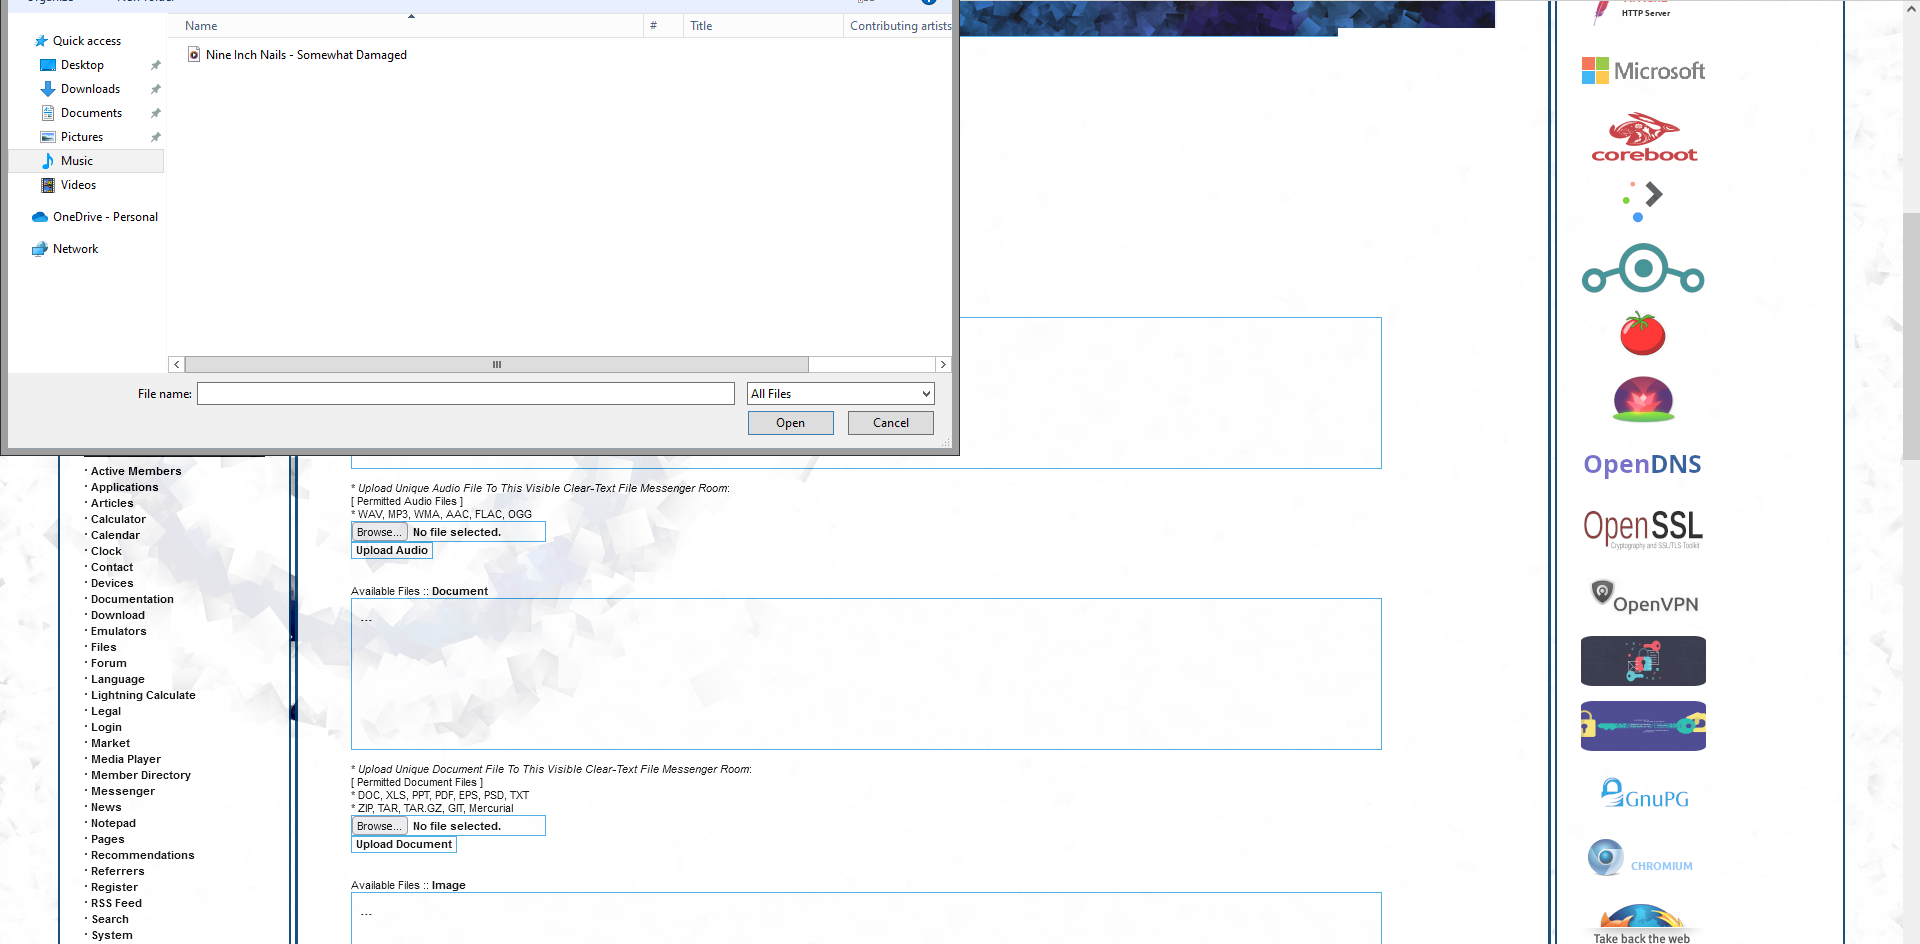 Name
#
Title
Contributing artists
Quick access
Desktop
Downloads
Documents
Pictures
Music
Videos
OneDrive - Personal
Network
Nine Inch Nails - Somewhat Damaged
File name:
All Files
Open
Cancel
· Active Members
· Applications
· Articles
· Calculator
· Calendar
· Clock
· Contact
· Devices
· Documentation
· Download
· Emulators
· Files
· Forum
· Language
· Lightning Calculate
· Legal
· Login
· Market
· Media Player
· Member Directory
· Messenger
· News
· Notepad
· Pages
· Recommendations
· Referrers
· Register
· RSS Feed
· Search
· System
* Upload Unique Audio File To This Visible Clear-Text File Messenger Room:
[ Permitted Audio Files ]
* WAV, MP3, WMA, AAC, FLAC, OGG
Browse... No file selected.
Upload Audio
Available Files :: Document
...
* Upload Unique Document File To This Visible Clear-Text File Messenger Room:
[ Permitted Document Files ]
* DOC, XLS, PPT, PDF, EPS, PSD, TXT
* ZIP, TAR, TAR.GZ, GIT, Mercurial
Browse... No file selected.
Upload Document
Available Files :: Image
...
HTTP Server
Microsoft
coreboot
OpenDNS
OpenSSL
Cryptography and SSL/TLS Toolkit
OpenVPN
GnuPG
CHROMIUM
Take back the web